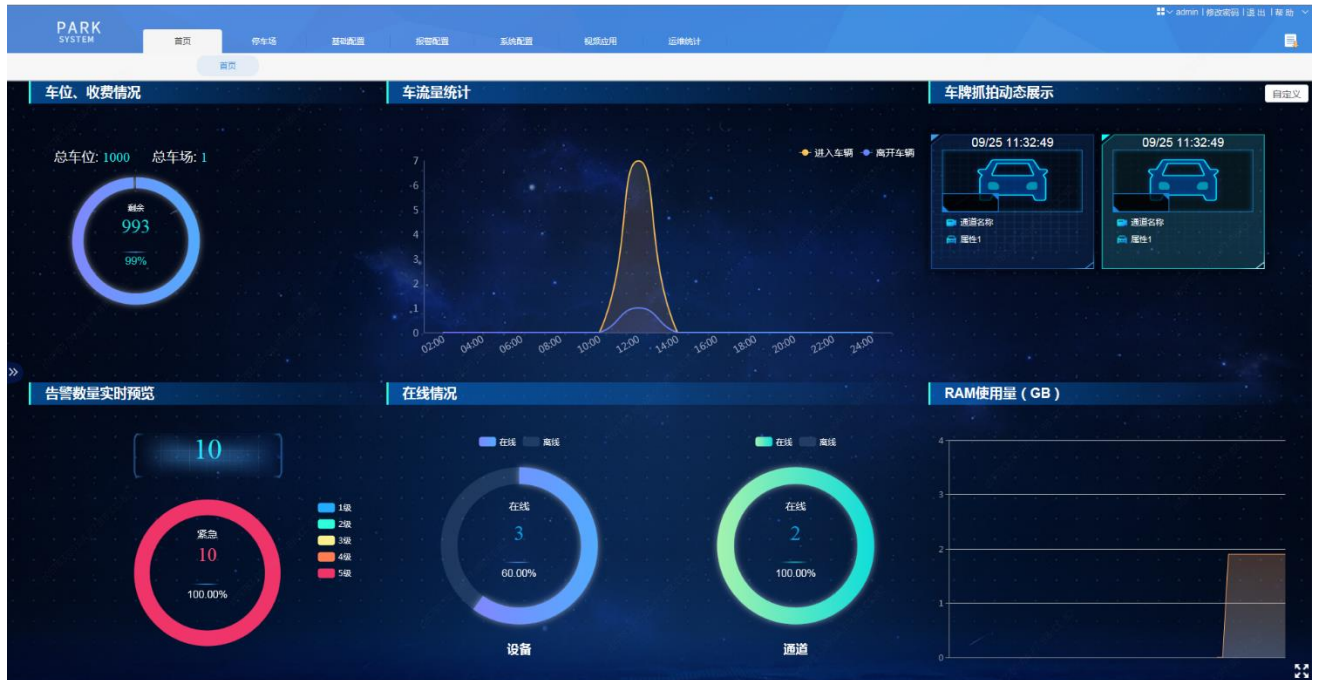 admin | 修改密码 | 退 出 | 帮 助
PARK
SYSTEM
首页 停车场 基础配置 报警配置 系统配置 视频应用 运维统计
首页
车位、收费情况
总车位: 1000 总车场: 1
剩余
993
99%
车流量统计
进入车辆 离开车辆
7
6
5
4
3
2
1
0
02:00 04:00 06:00 08:00 10:00 12:00 14:00 16:00 18:00 20:00 22:00 24:00
车牌抓拍动态展示
自定义
09/25 11:32:49
通道名称
属性1
09/25 11:32:49
通道名称
属性1
告警数量实时预览
10
紧急
10
100.00%
1级
2级
3级
4级
5级
在线情况
在线 离线
在线
3
60.00%
设备
在线 离线
在线
2
100.00%
通道
RAM使用量 ( GB )
4
3
2
1
0